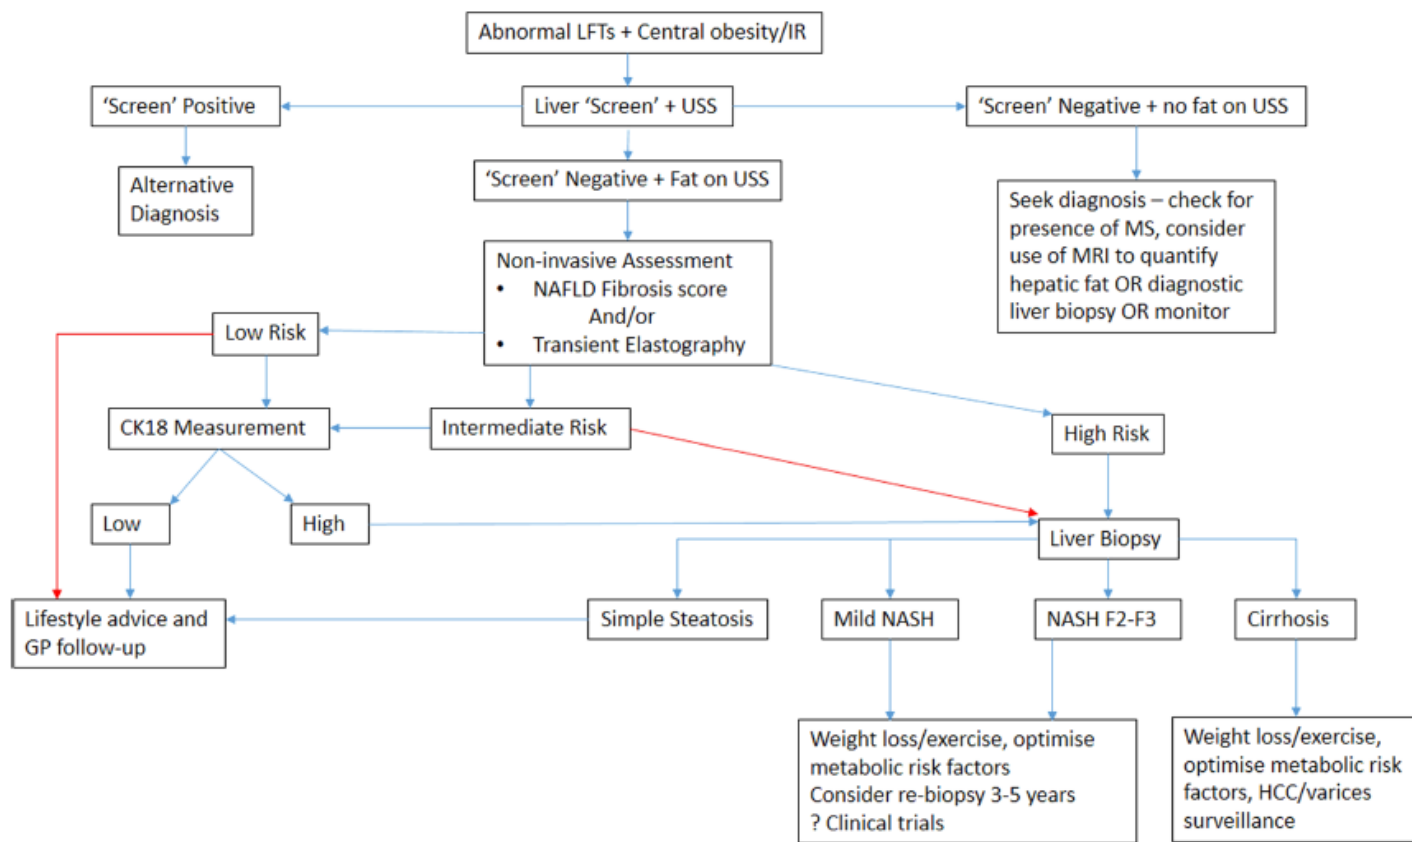 Abnormal LFTs + Central obesity/IR
‘Screen’ Positive
Liver ‘Screen’ + USS
‘Screen’ Negative + no fat on USS
Alternative
Diagnosis
‘Screen’ Negative + Fat on USS
Seek diagnosis – check for
presence of MS, consider
use of MRI to quantify
hepatic fat OR diagnostic
liver biopsy OR monitor
Non-invasive Assessment
• NAFLD Fibrosis score
And/or
• Transient Elastography
Low Risk
CK18 Measurement
Intermediate Risk
High Risk
Low
High
Liver Biopsy
Lifestyle advice and
GP follow-up
Simple Steatosis
Mild NASH
NASH F2-F3
Cirrhosis
Weight loss/exercise, optimise
metabolic risk factors
Consider re-biopsy 3-5 years
? Clinical trials
Weight loss/exercise,
optimise metabolic risk
factors, HCC/varices
surveillance